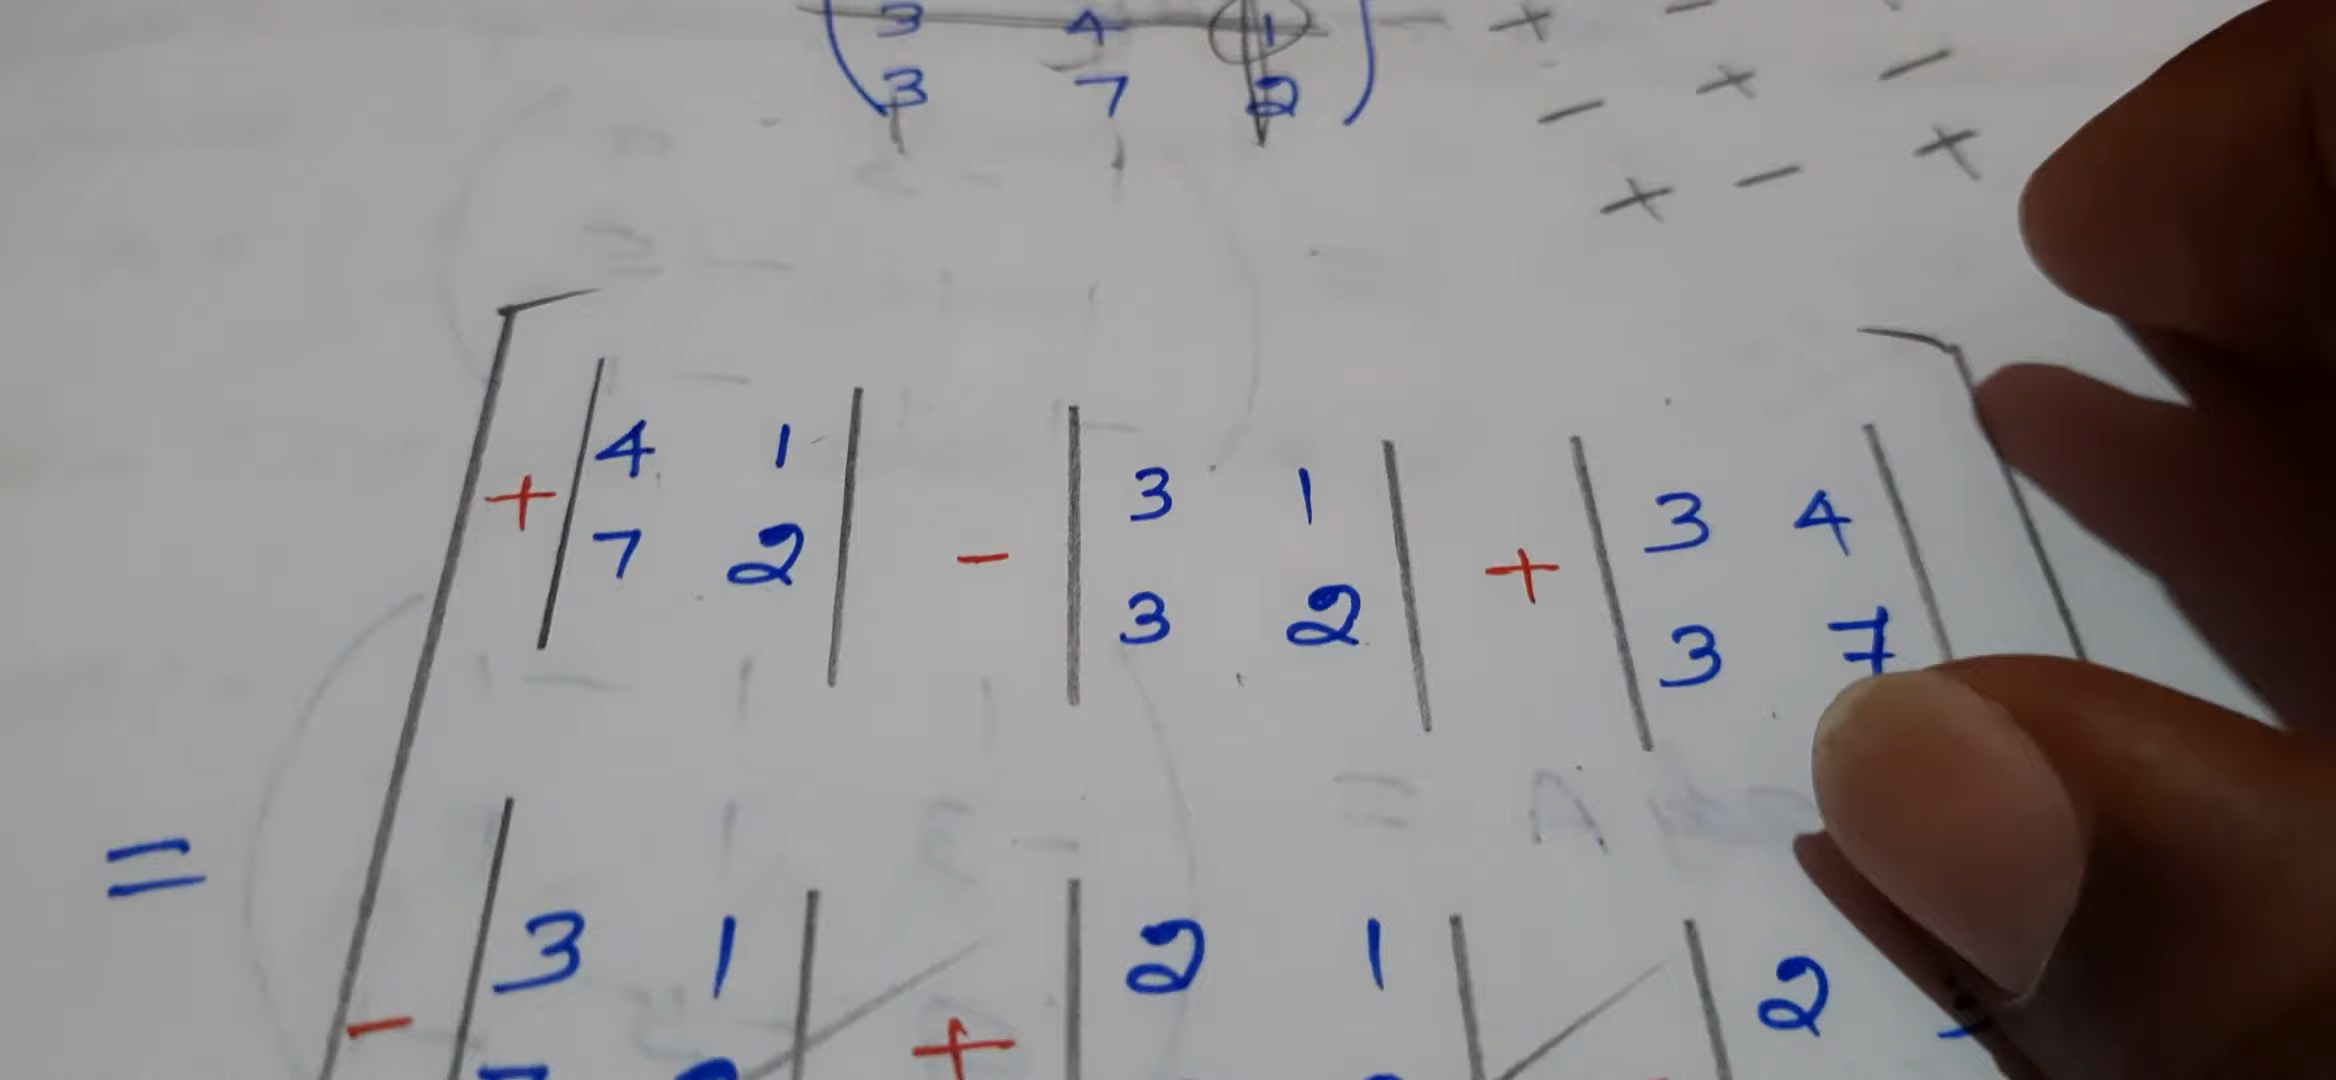 3 4 1 - + -
3 7 2 - + -
+ - +
+ | 4 1 | - | 3 1 | + | 3 4 |
7 2 3 2 3 7
=
- | 3 1 | + | 2 1 | | 2